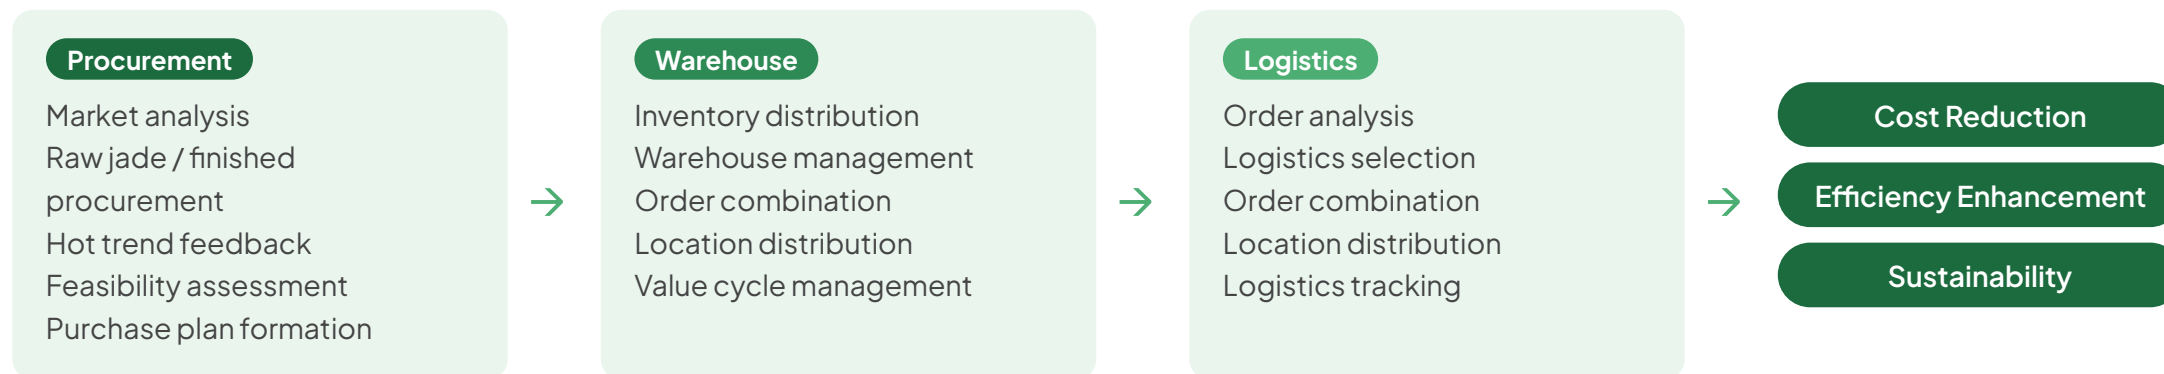 Procurement
Market analysis
Raw jade / finished
procurement
Hot trend feedback
Feasibility assessment
Purchase plan formation
Warehouse
Inventory distribution
Warehouse management
Order combination
Location distribution
Value cycle management
Logistics
Order analysis
Logistics selection
Order combination
Location distribution
Logistics tracking
Cost Reduction
Efficiency Enhancement
Sustainability